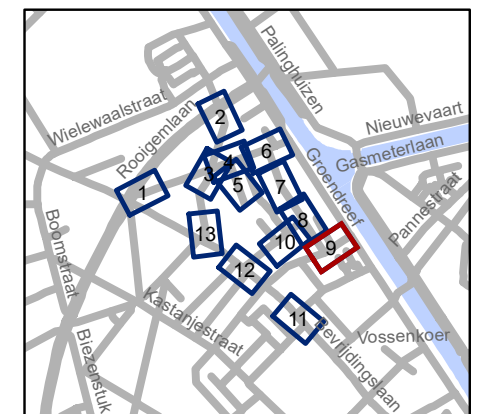 Palinghuizen
Wielewaalstraat
Rooigemlaan
Nieuwevaart
Gasmeterlaan
Groendreef
Pannestraat
Boomstraat
Kastanjestraat
Biezenstuk
Bevrijdingslaan
Vossenkoer
1
2
3
4
5
6
7
8
9
10
11
12
13